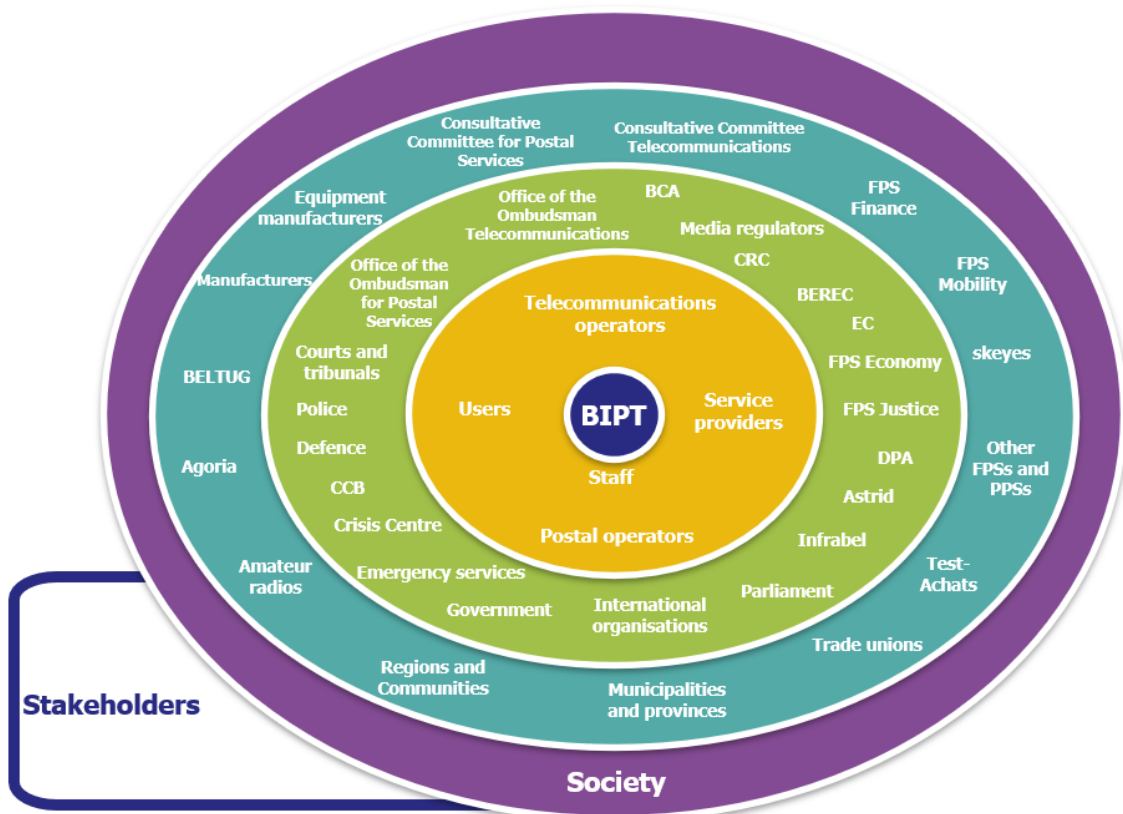 Consultative
Committee for Postal
Services
Consultative Committee
Telecommunications
Equipment
manufacturers
FPS
Finance
Manufacturers
FPS
Mobility
BELTUG
skeyes
Agoria
Other
FPSs and
PPSs
Amateur
radios
Test-
Achats
Regions and
Communities
Trade unions
Municipalities
and provinces
Office of the
Ombudsman
Telecommunications
BCA
Media regulators
CRC
Office of the
Ombudsman
for Postal
Services
BEREC
EC
Courts and
tribunals
FPS Economy
Police
FPS Justice
Defence
DPA
CCB
Astrid
Crisis Centre
Infrabel
Emergency services
Parliament
Government
International
organisations
Telecommunications
operators
Users
BIPT
Service
providers
Staff
Postal operators
Stakeholders
Society